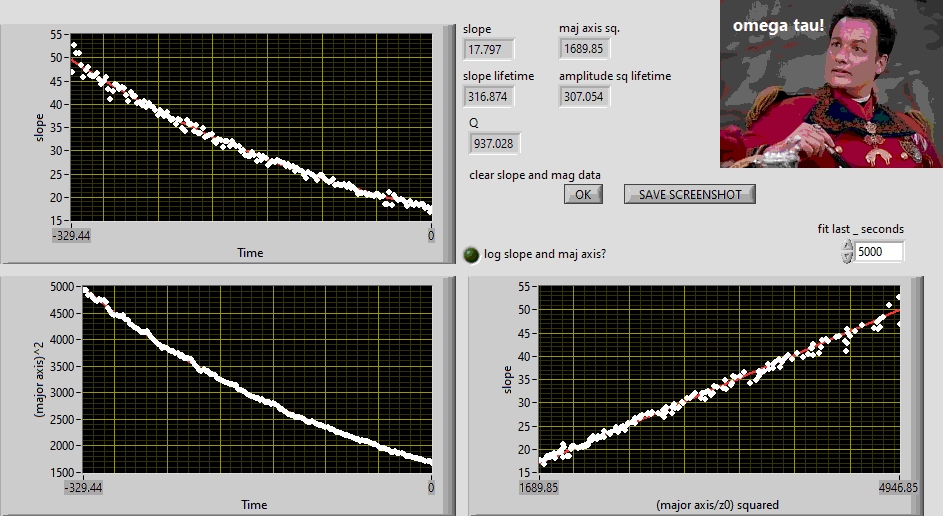 55
50
45
40
35
30
25
20
15
slope
-329.44
0
Time
slope
17.797
maj axis sq.
1689.85
slope lifetime
316.874
amplitude sq lifetime
307.054
Q
937.028
clear slope and mag data
OK
SAVE SCREENSHOT
omega tau!
fit last _ seconds
5000
log slope and maj axis?
5000
4500
4000
3500
3000
2500
2000
1500
(major axis)^2
-329.44
0
Time
55
50
45
40
35
30
25
20
15
slope
1689.85
4946.85
(major axis/z0) squared